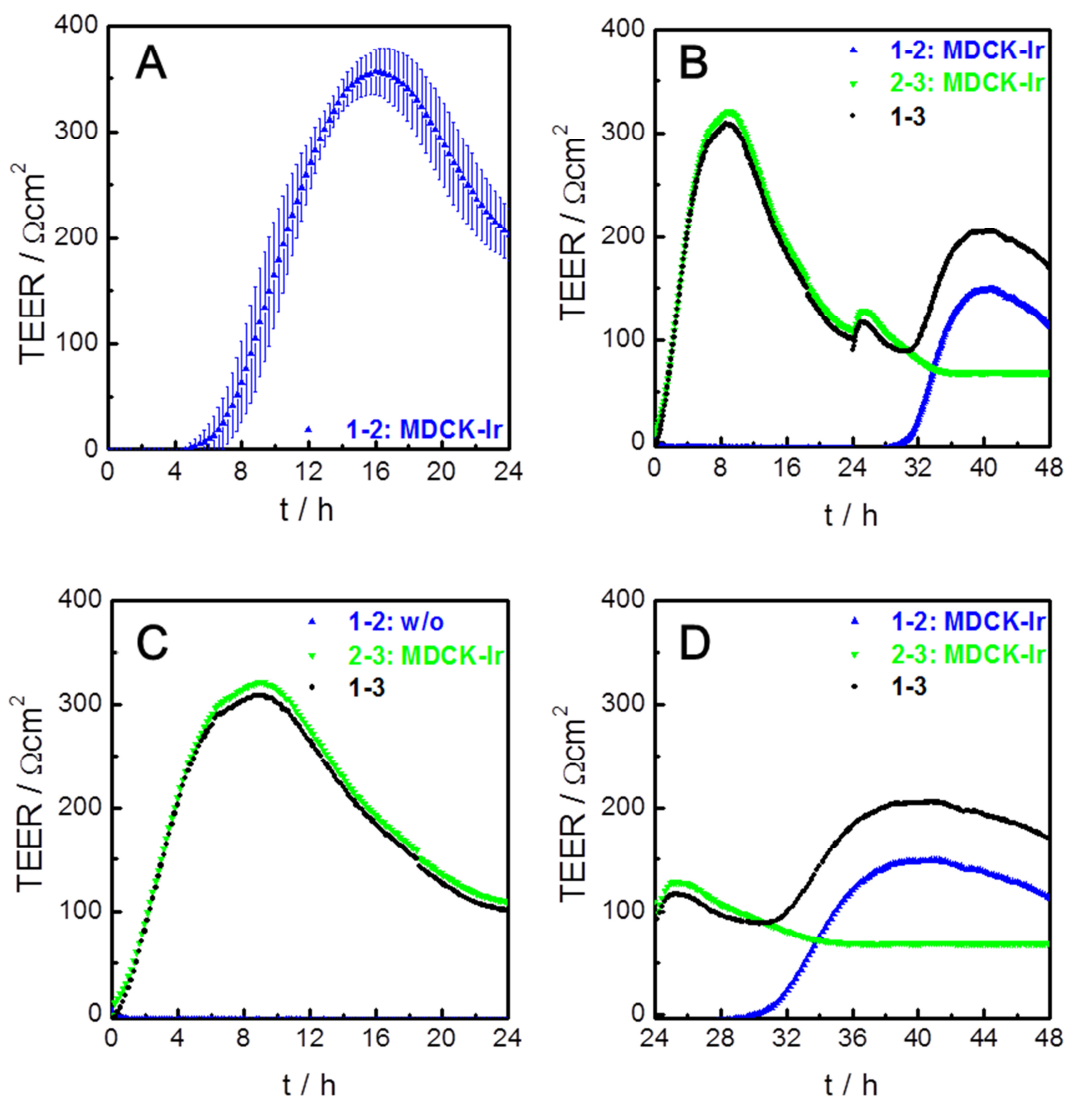 A
TEER / Ωcm²
400
300
200
100
0
1-2: MDCK-Ir
0 4 8 12 16 20 24
t / h
B
TEER / Ωcm²
400
300
200
100
0
1-2: MDCK-Ir
2-3: MDCK-Ir
1-3
0 8 16 24 32 40 48
t / h
C
TEER / Ωcm²
400
300
200
100
0
1-2: w/o
2-3: MDCK-Ir
1-3
0 4 8 12 16 20 24
t / h
D
TEER / Ωcm²
400
300
200
100
0
1-2: MDCK-Ir
2-3: MDCK-Ir
1-3
24 28 32 36 40 44 48
t / h